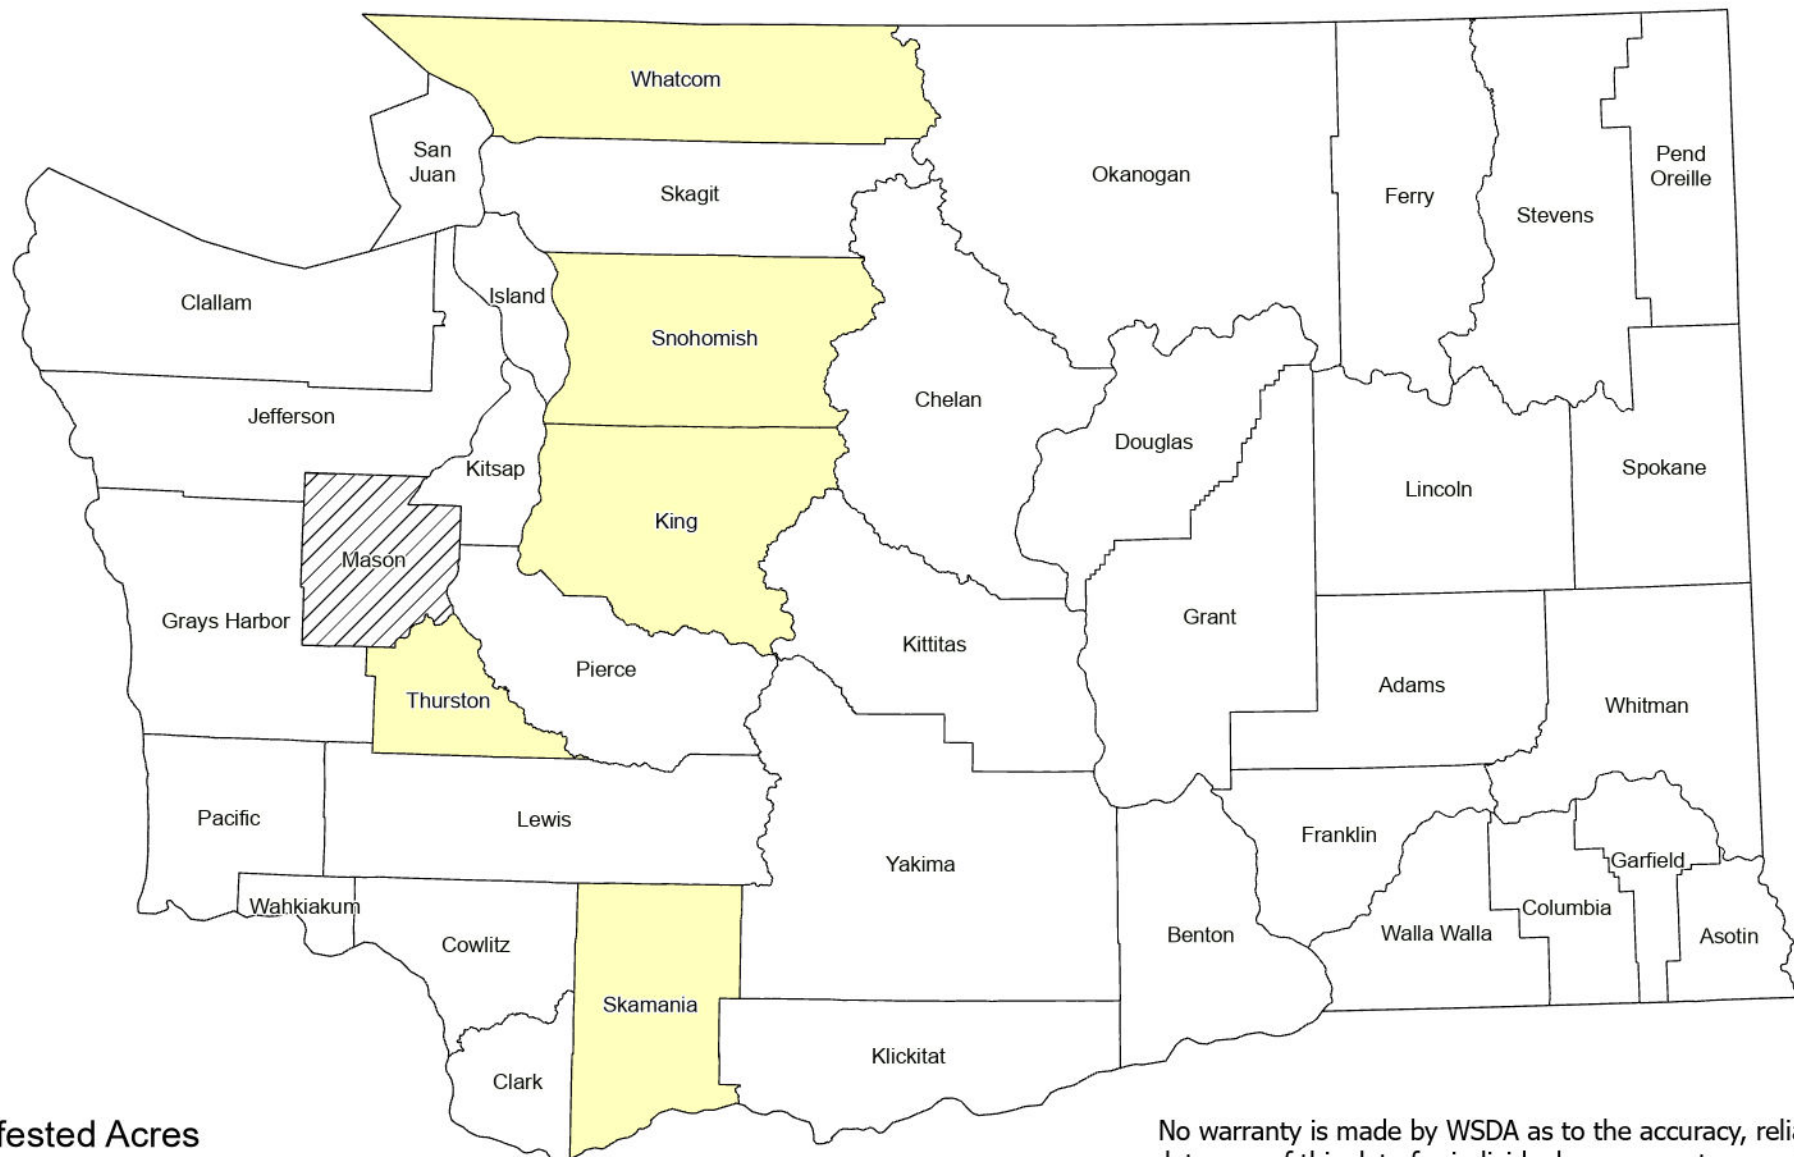 Whatcom
San
Juan
Skagit
Okanogan
Ferry
Stevens
Pend
Oreille
Clallam
Island
Snohomish
Chelan
Jefferson
Kitsap
Douglas
Lincoln
Spokane
King
Mason
Grays Harbor
Kittitas
Grant
Pierce
Thurston
Adams
Whitman
Pacific
Lewis
Yakima
Franklin
Garfield
Wahkiakum
Cowlitz
Benton
Walla Walla
Columbia
Asotin
Skamania
Klickitat
Clark
fested Acres
No warranty is made by WSDA as to the accuracy, relia